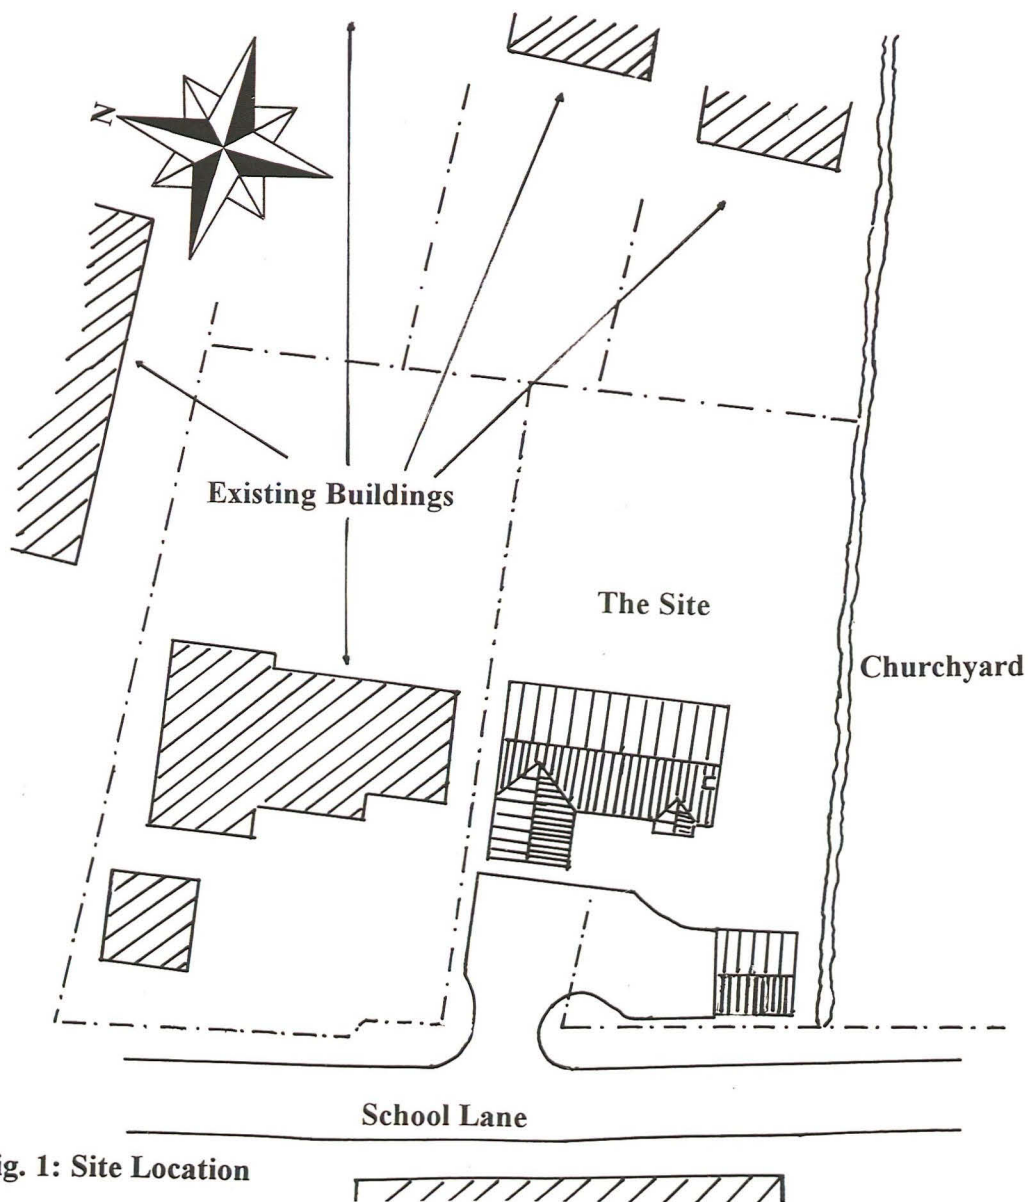 N
Existing Buildings
The Site
Churchyard
School Lane
ig. 1: Site Location